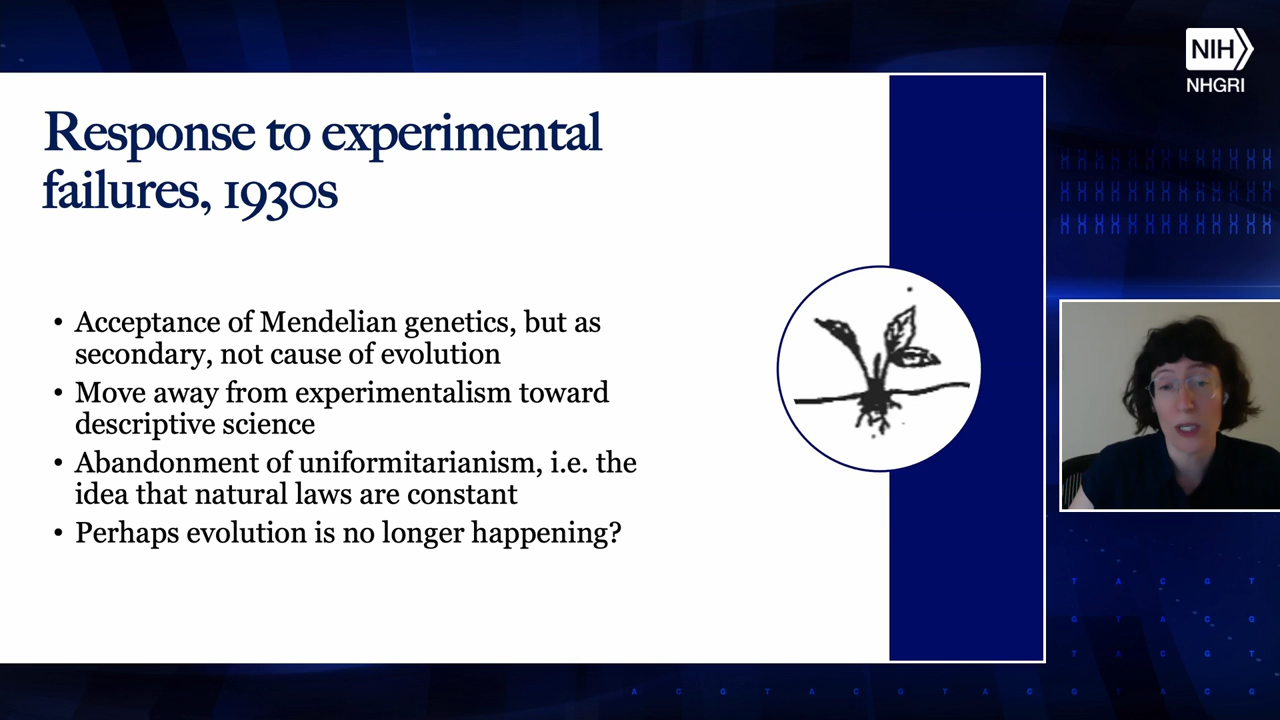 NIH
NHGRI
Response to experimental
failures, 1930s
• Acceptance of Mendelian genetics, but as
secondary, not cause of evolution
• Move away from experimentalism toward
descriptive science
• Abandonment of uniformitarianism, i.e. the
idea that natural laws are constant
• Perhaps evolution is no longer happening?
T A C G T
G T A C G
T A C G T
A C G T A C G T A C G T A C G